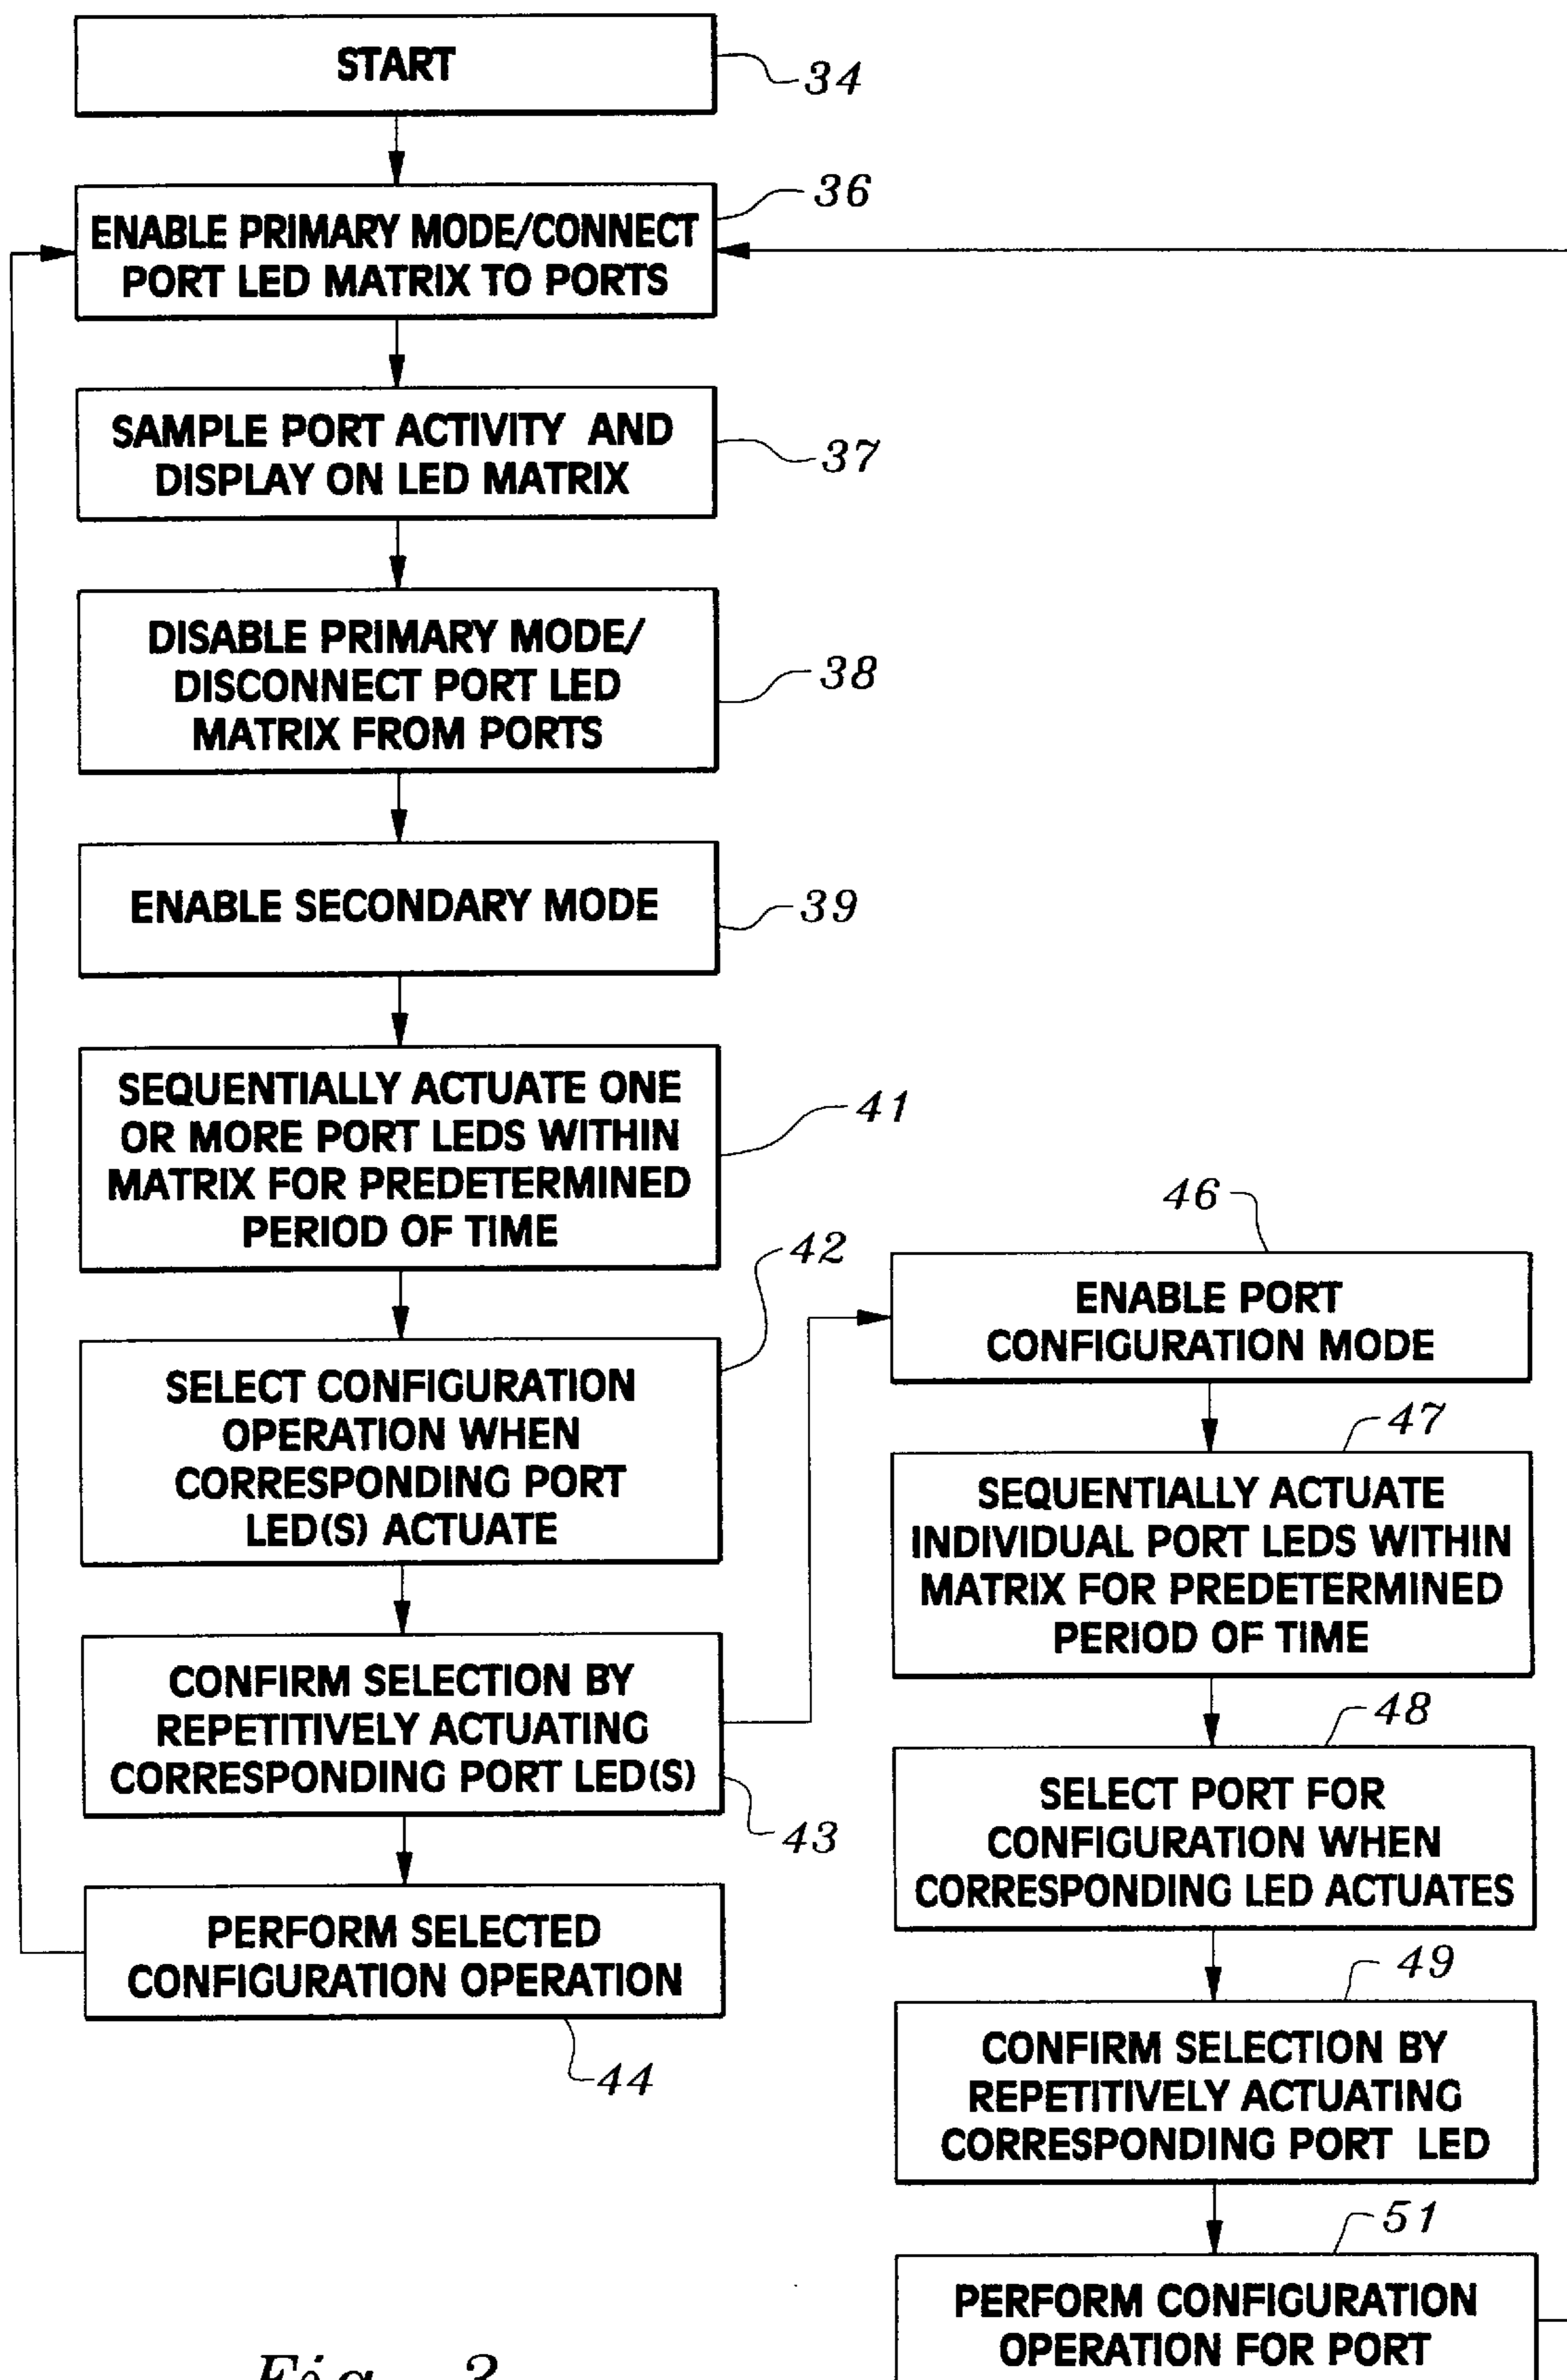 START
34
36
ENABLE PRIMARY MODE/CONNECT
PORT LED MATRIX TO PORTS
SAMPLE PORT ACTIVITY AND
DISPLAY ON LED MATRIX
37
DISABLE PRIMARY MODE/
DISCONNECT PORT LED
MATRIX FROM PORTS
38
ENABLE SECONDARY MODE
39
SEQUENTIALLY ACTUATE ONE
OR MORE PORT LEDS WITHIN
MATRIX FOR PREDETERMINED
PERIOD OF TIME
41
42
SELECT CONFIGURATION
OPERATION WHEN
CORRESPONDING PORT
LED(S) ACTUATE
CONFIRM SELECTION BY
REPETITIVELY ACTUATING
CORRESPONDING PORT LED(S)
43
PERFORM SELECTED
CONFIGURATION OPERATION
44
46
ENABLE PORT
CONFIGURATION MODE
47
SEQUENTIALLY ACTUATE
INDIVIDUAL PORT LEDS WITHIN
MATRIX FOR PREDETERMINED
PERIOD OF TIME
48
SELECT PORT FOR
CONFIGURATION WHEN
CORRESPONDING LED ACTUATES
49
CONFIRM SELECTION BY
REPETITIVELY ACTUATING
CORRESPONDING PORT LED
51
PERFORM CONFIGURATION
OPERATION FOR PORT
Fig. 3